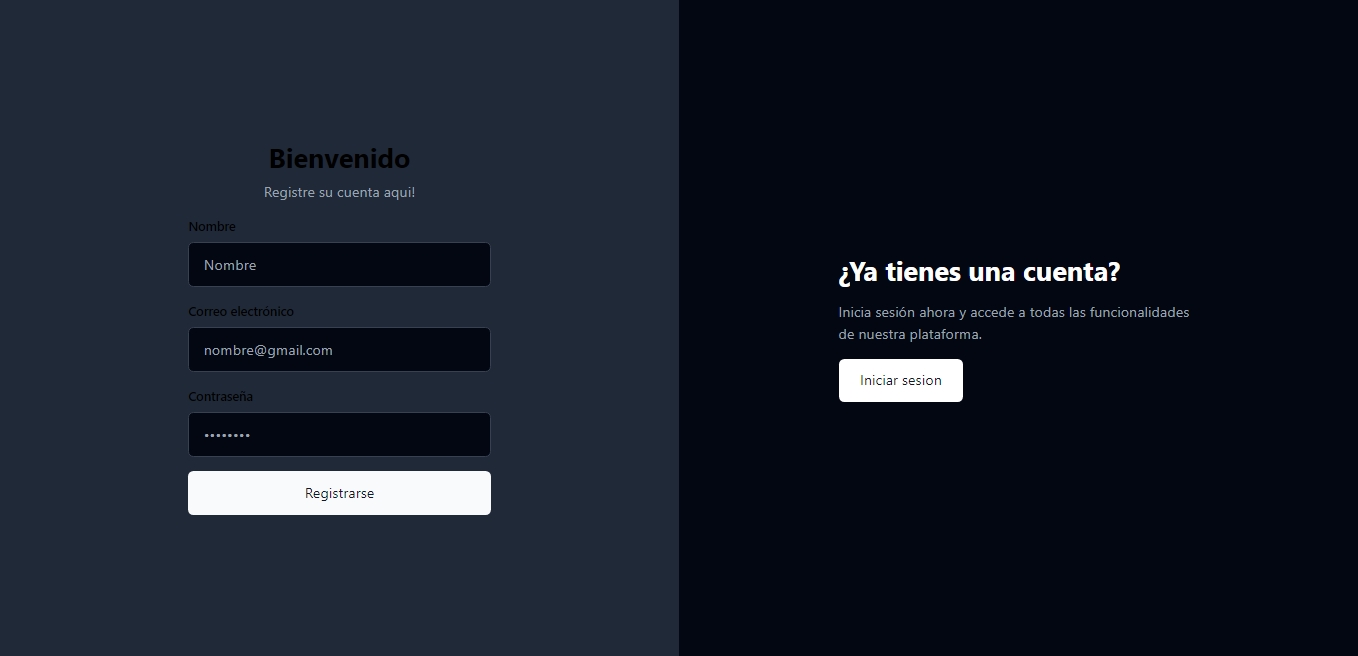 Bienvenido
Registre su cuenta aqui!
Nombre
Nombre
Correo electrónico
nombre@gmail.com
Contraseña
••••••••
Registrarse
¿Ya tienes una cuenta?
Inicia sesión ahora y accede a todas las funcionalidades
de nuestra plataforma.
Iniciar sesion